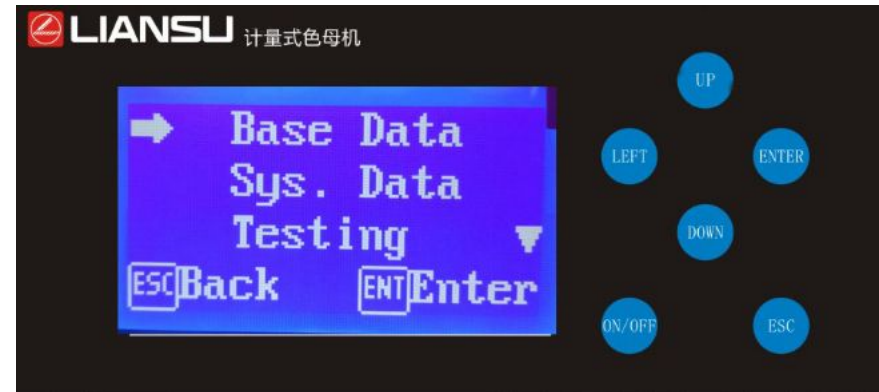 LIANSU 计量式色母机
Base Data
Sys. Data
Testing
ESC Back ENT Enter
UP
LEFT
ENTER
DOWN
ON/OFF
ESC